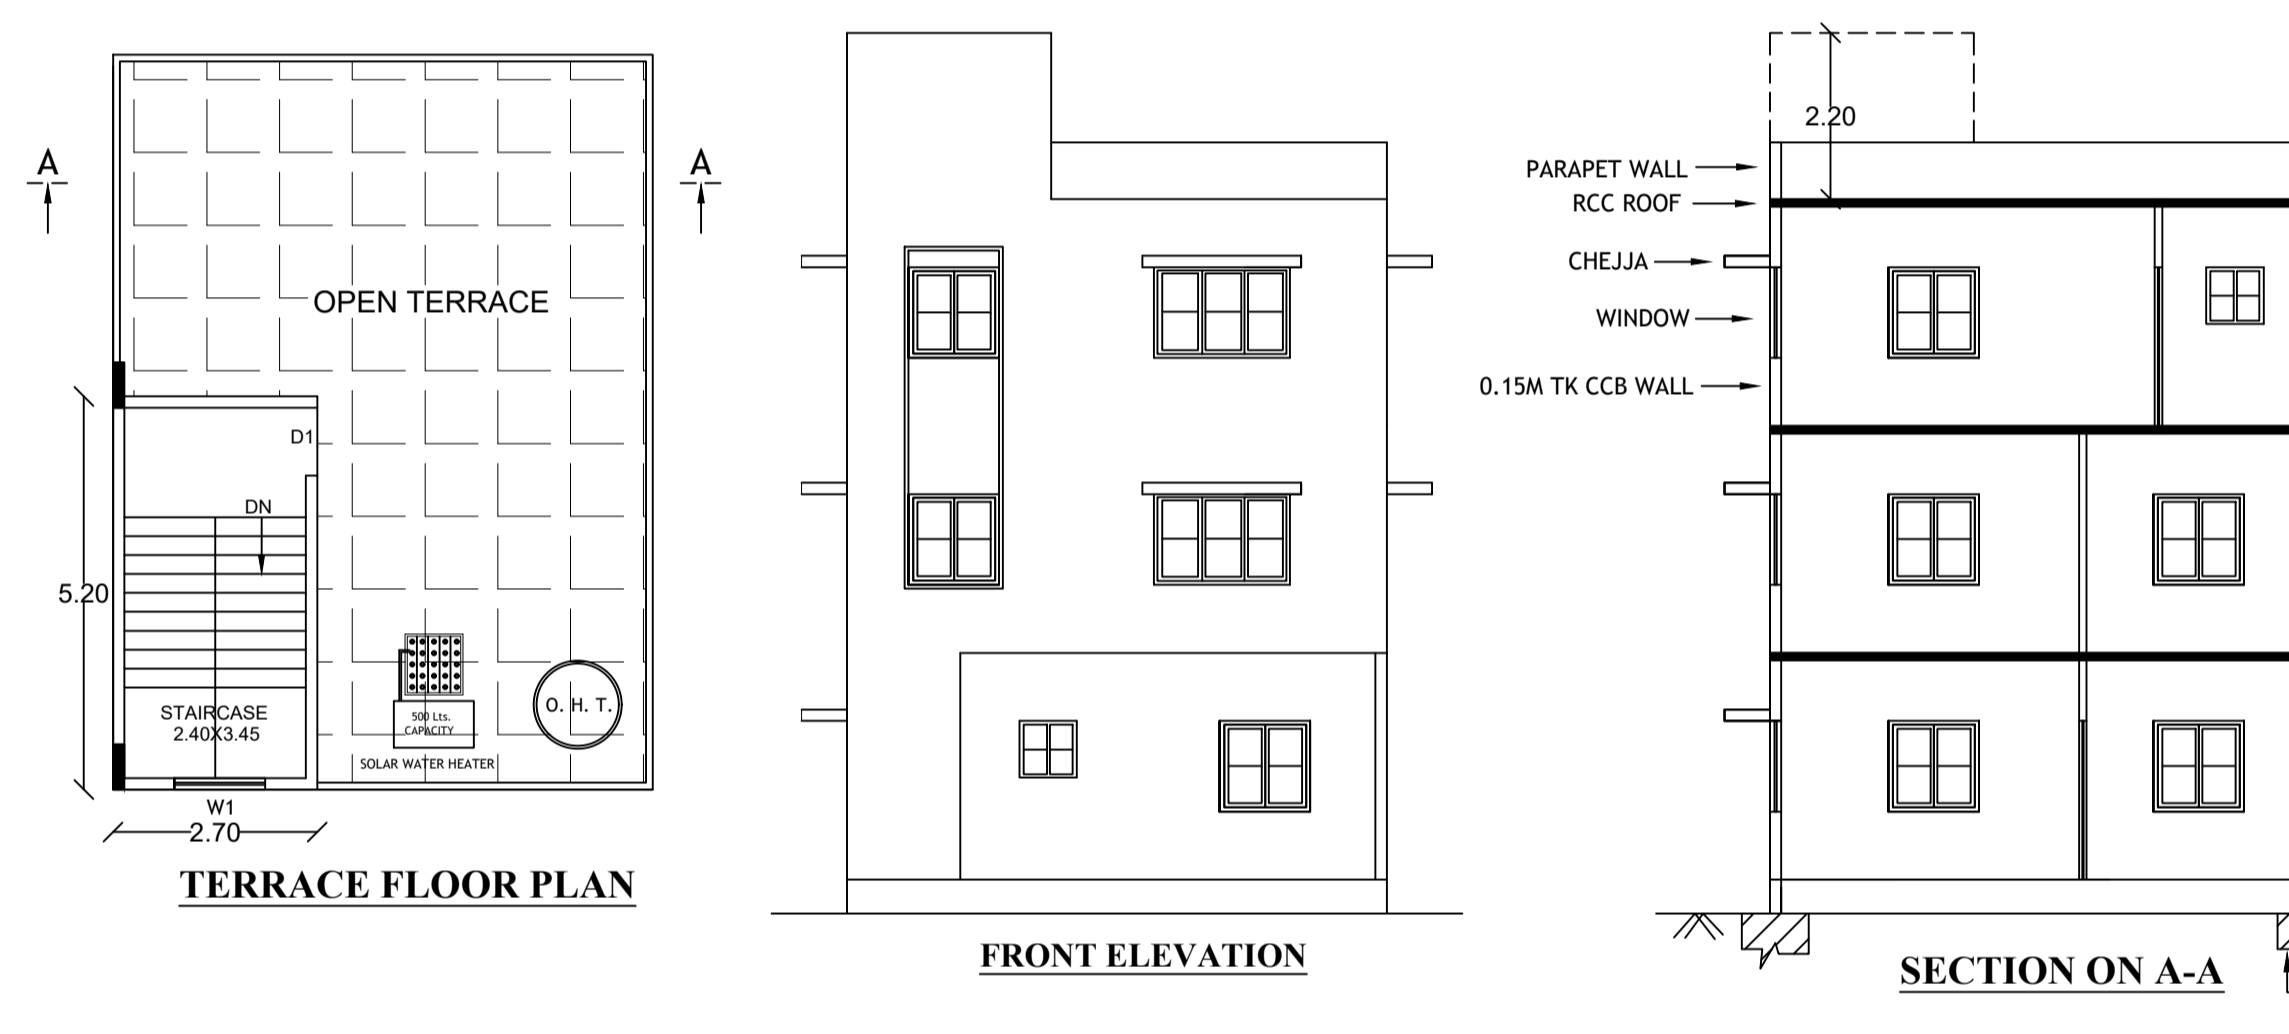 A
A
OPEN TERRACE
D1
DN
5.20
STAIRCASE
2.40X3.45
500 Lts.
CAPACITY
O. H. T.
SOLAR WATER HEATER
W1
2.70
TERRACE FLOOR PLAN
FRONT ELEVATION
2.20
PARAPET WALL
RCC ROOF
CHEJJA
WINDOW
0.15M TK CCB WALL
SECTION ON A-A